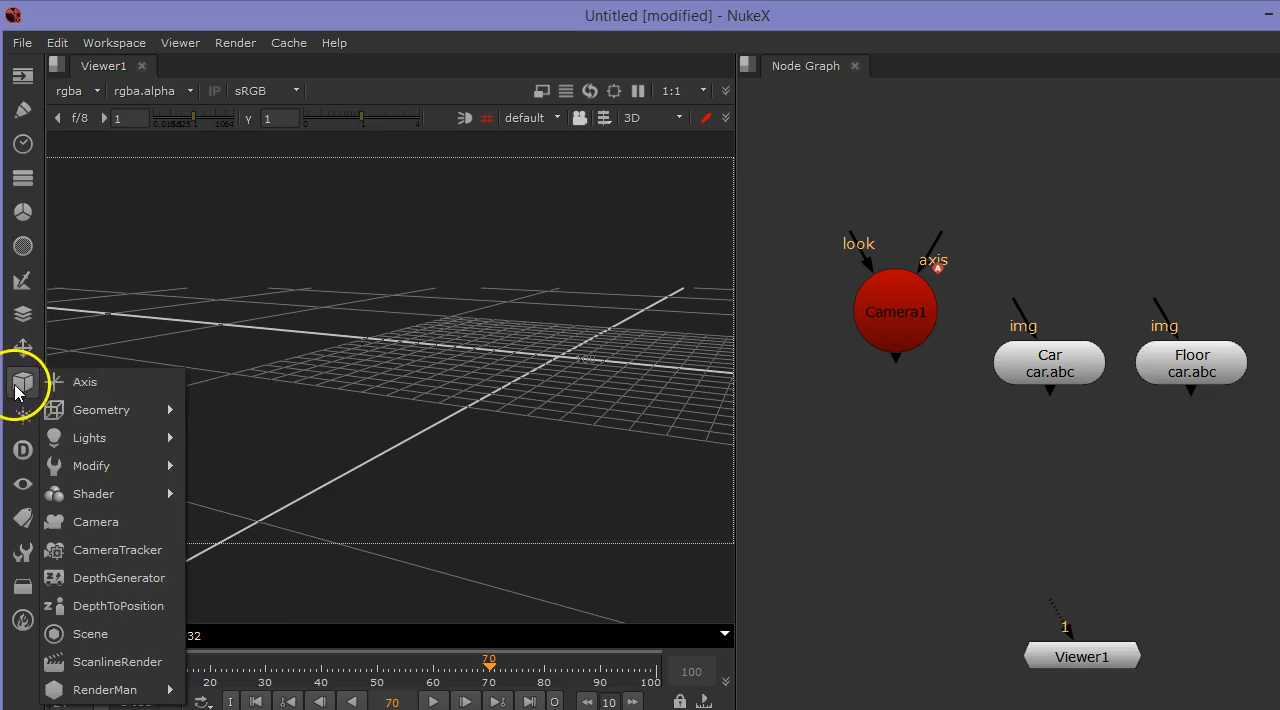 Untitled [modified] - NukeX
File Edit Workspace Viewer Render Cache Help
Viewer1
rgba rgba.alpha IP sRGB 1:1
f/8 1 γ 1 default 3D
Node Graph
look
axis
A
Camera1
img
Car
car.abc
img
Floor
car.abc
Axis
Geometry
Lights
Modify
Shader
Camera
CameraTracker
D
DepthGenerator
DepthToPosition
Scene
ScanlineRender
RenderMan
1
Viewer1
32
70
20 30 40 50 60 70 80 90 100
100
I 70 O 10